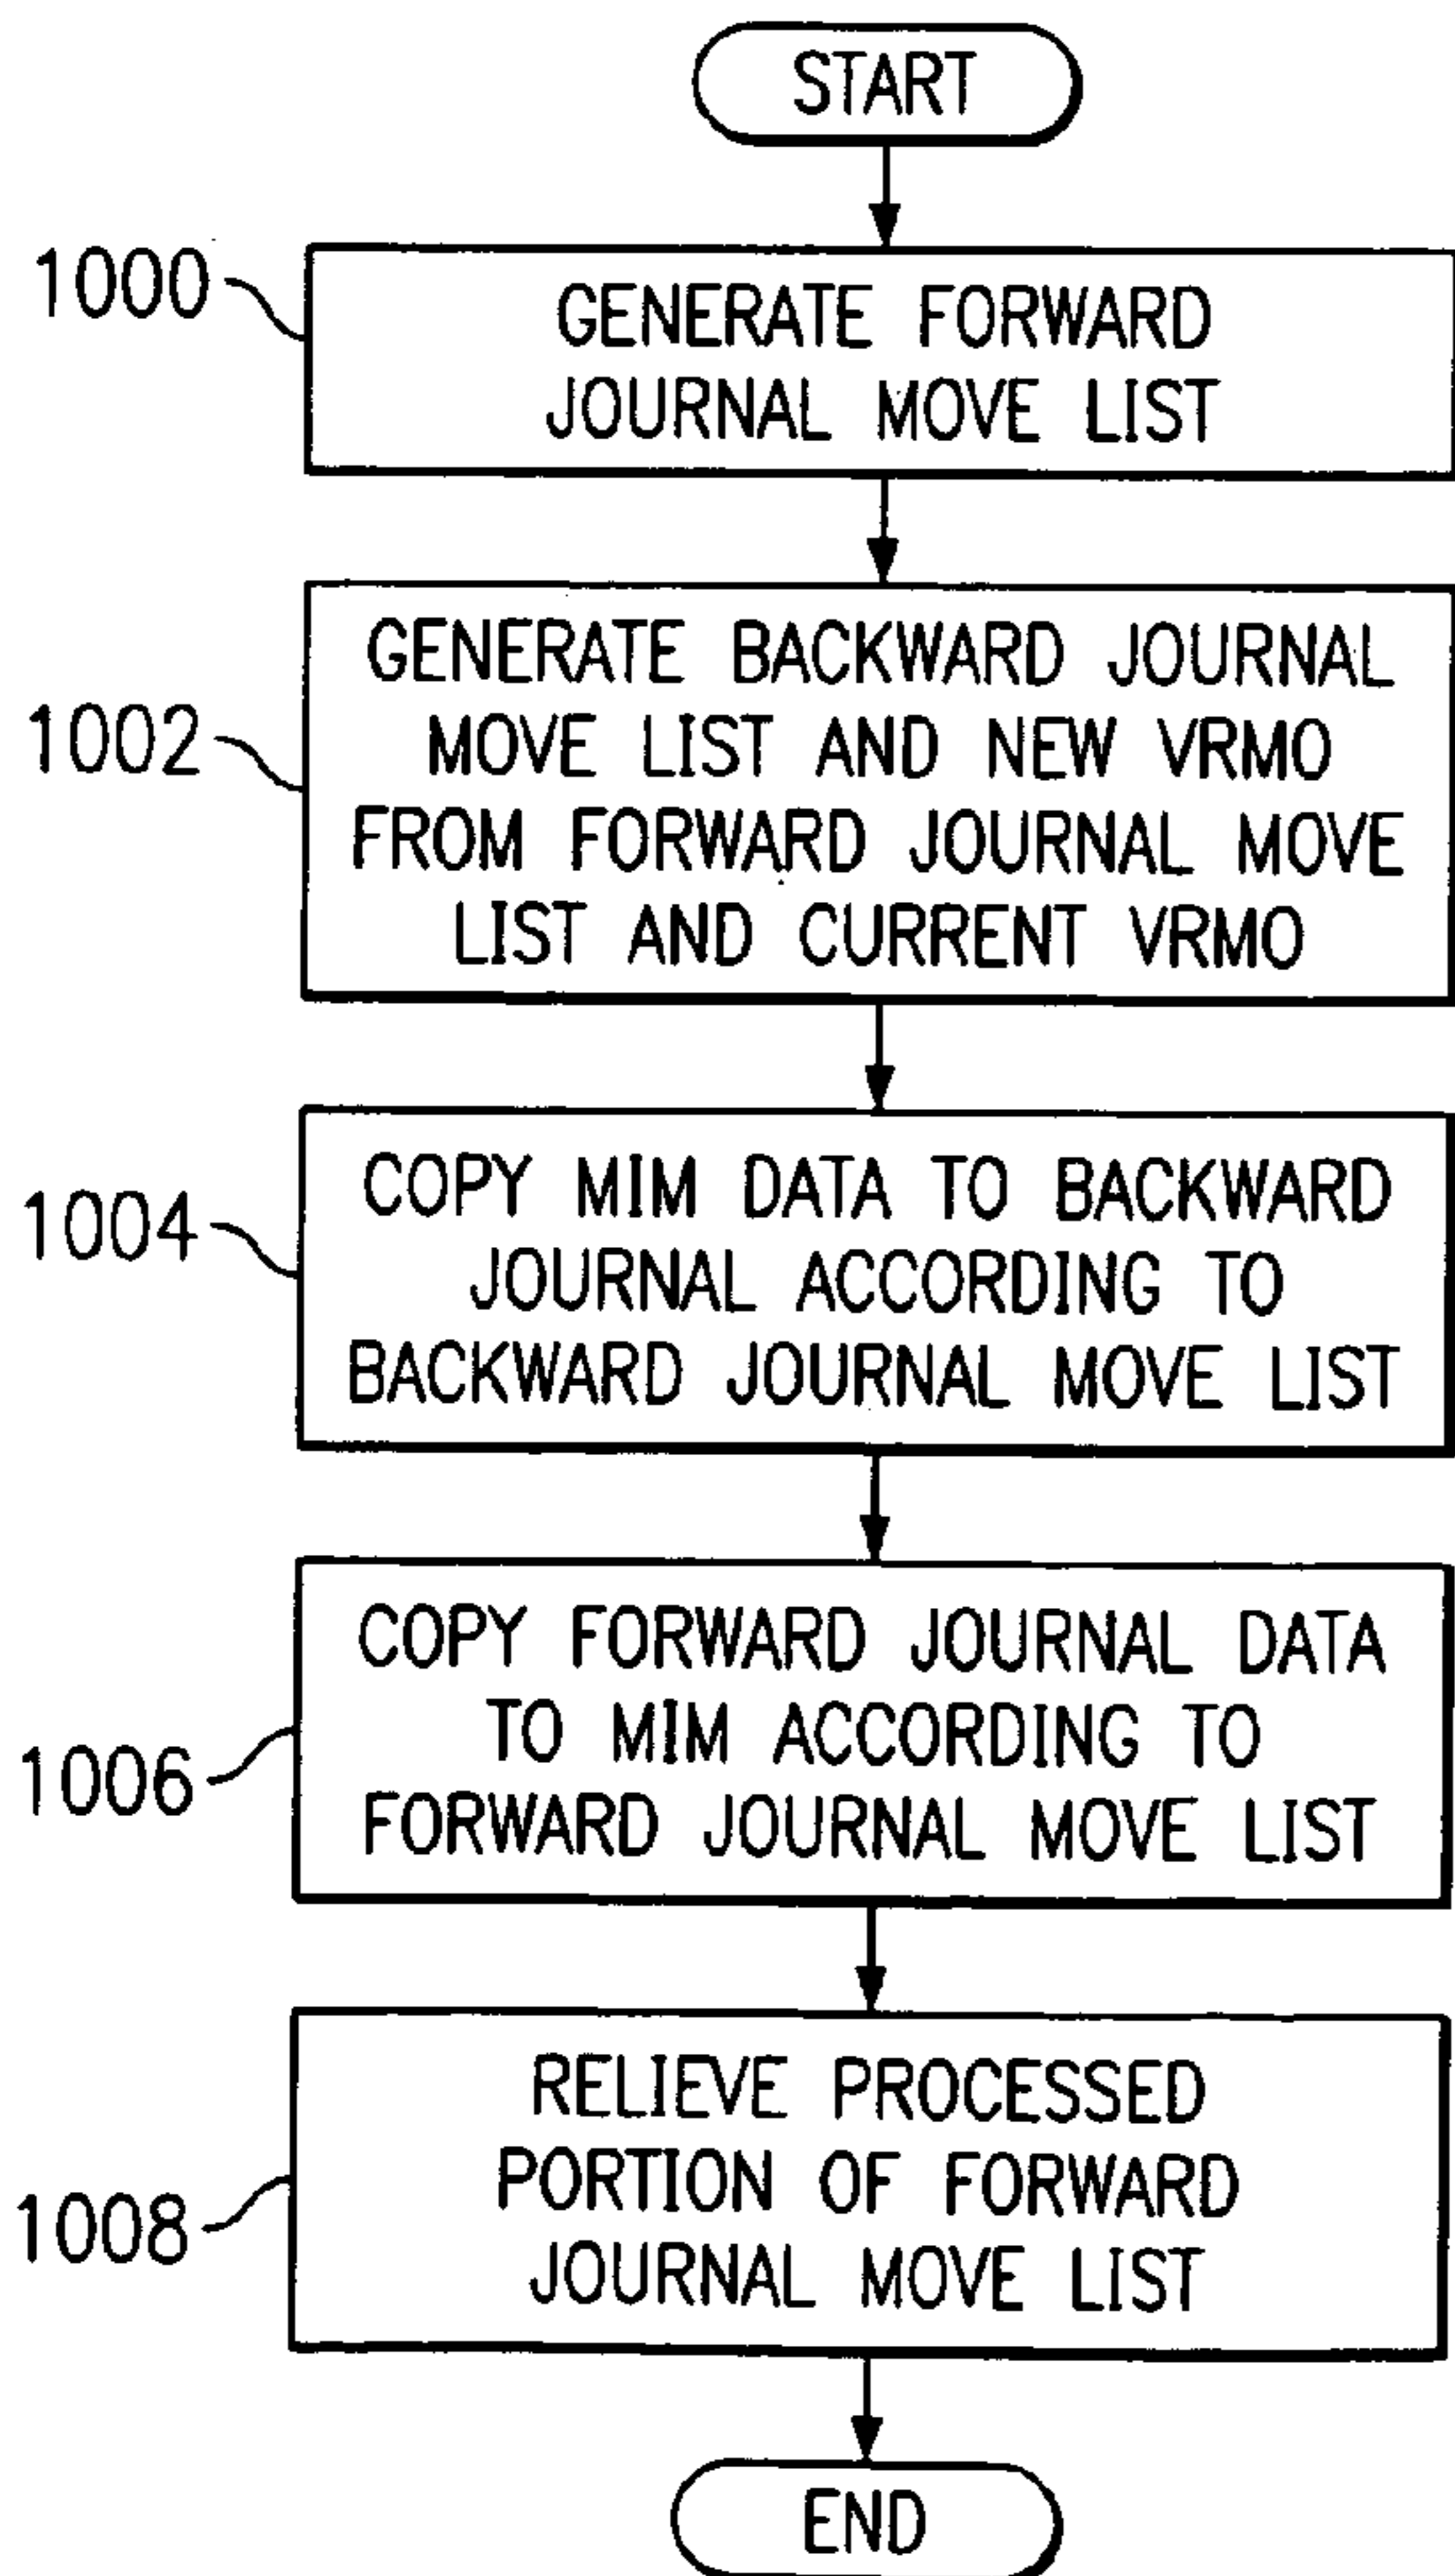 START
1000
GENERATE FORWARD
JOURNAL MOVE LIST
1002
GENERATE BACKWARD JOURNAL
MOVE LIST AND NEW VRMO
FROM FORWARD JOURNAL MOVE
LIST AND CURRENT VRMO
1004
COPY MIM DATA TO BACKWARD
JOURNAL ACCORDING TO
BACKWARD JOURNAL MOVE LIST
1006
COPY FORWARD JOURNAL DATA
TO MIM ACCORDING TO
FORWARD JOURNAL MOVE LIST
1008
RELIEVE PROCESSED
PORTION OF FORWARD
JOURNAL MOVE LIST
END